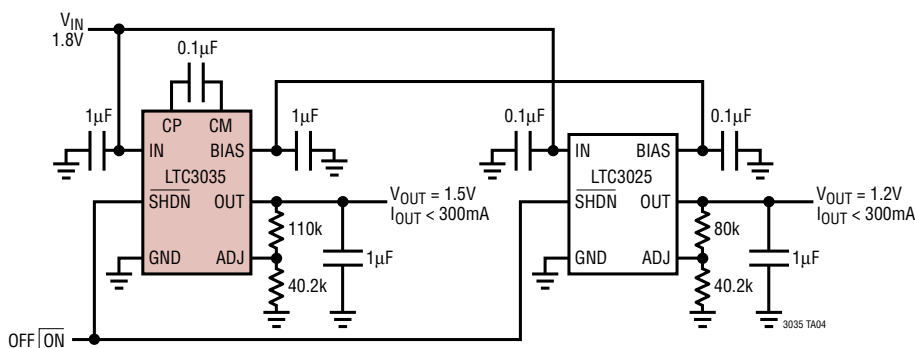 VIN
1.8V
0.1µF
1µF
CP CM
1µF
IN BIAS
LTC3035
SHDN OUT
GND ADJ
110k
40.2k
1µF
VOUT = 1.5V
IOUT < 300mA
0.1µF
0.1µF
IN BIAS
LTC3025
SHDN OUT
GND ADJ
80k
40.2k
1µF
VOUT = 1.2V
IOUT < 300mA
3035 TA04
OFF ON